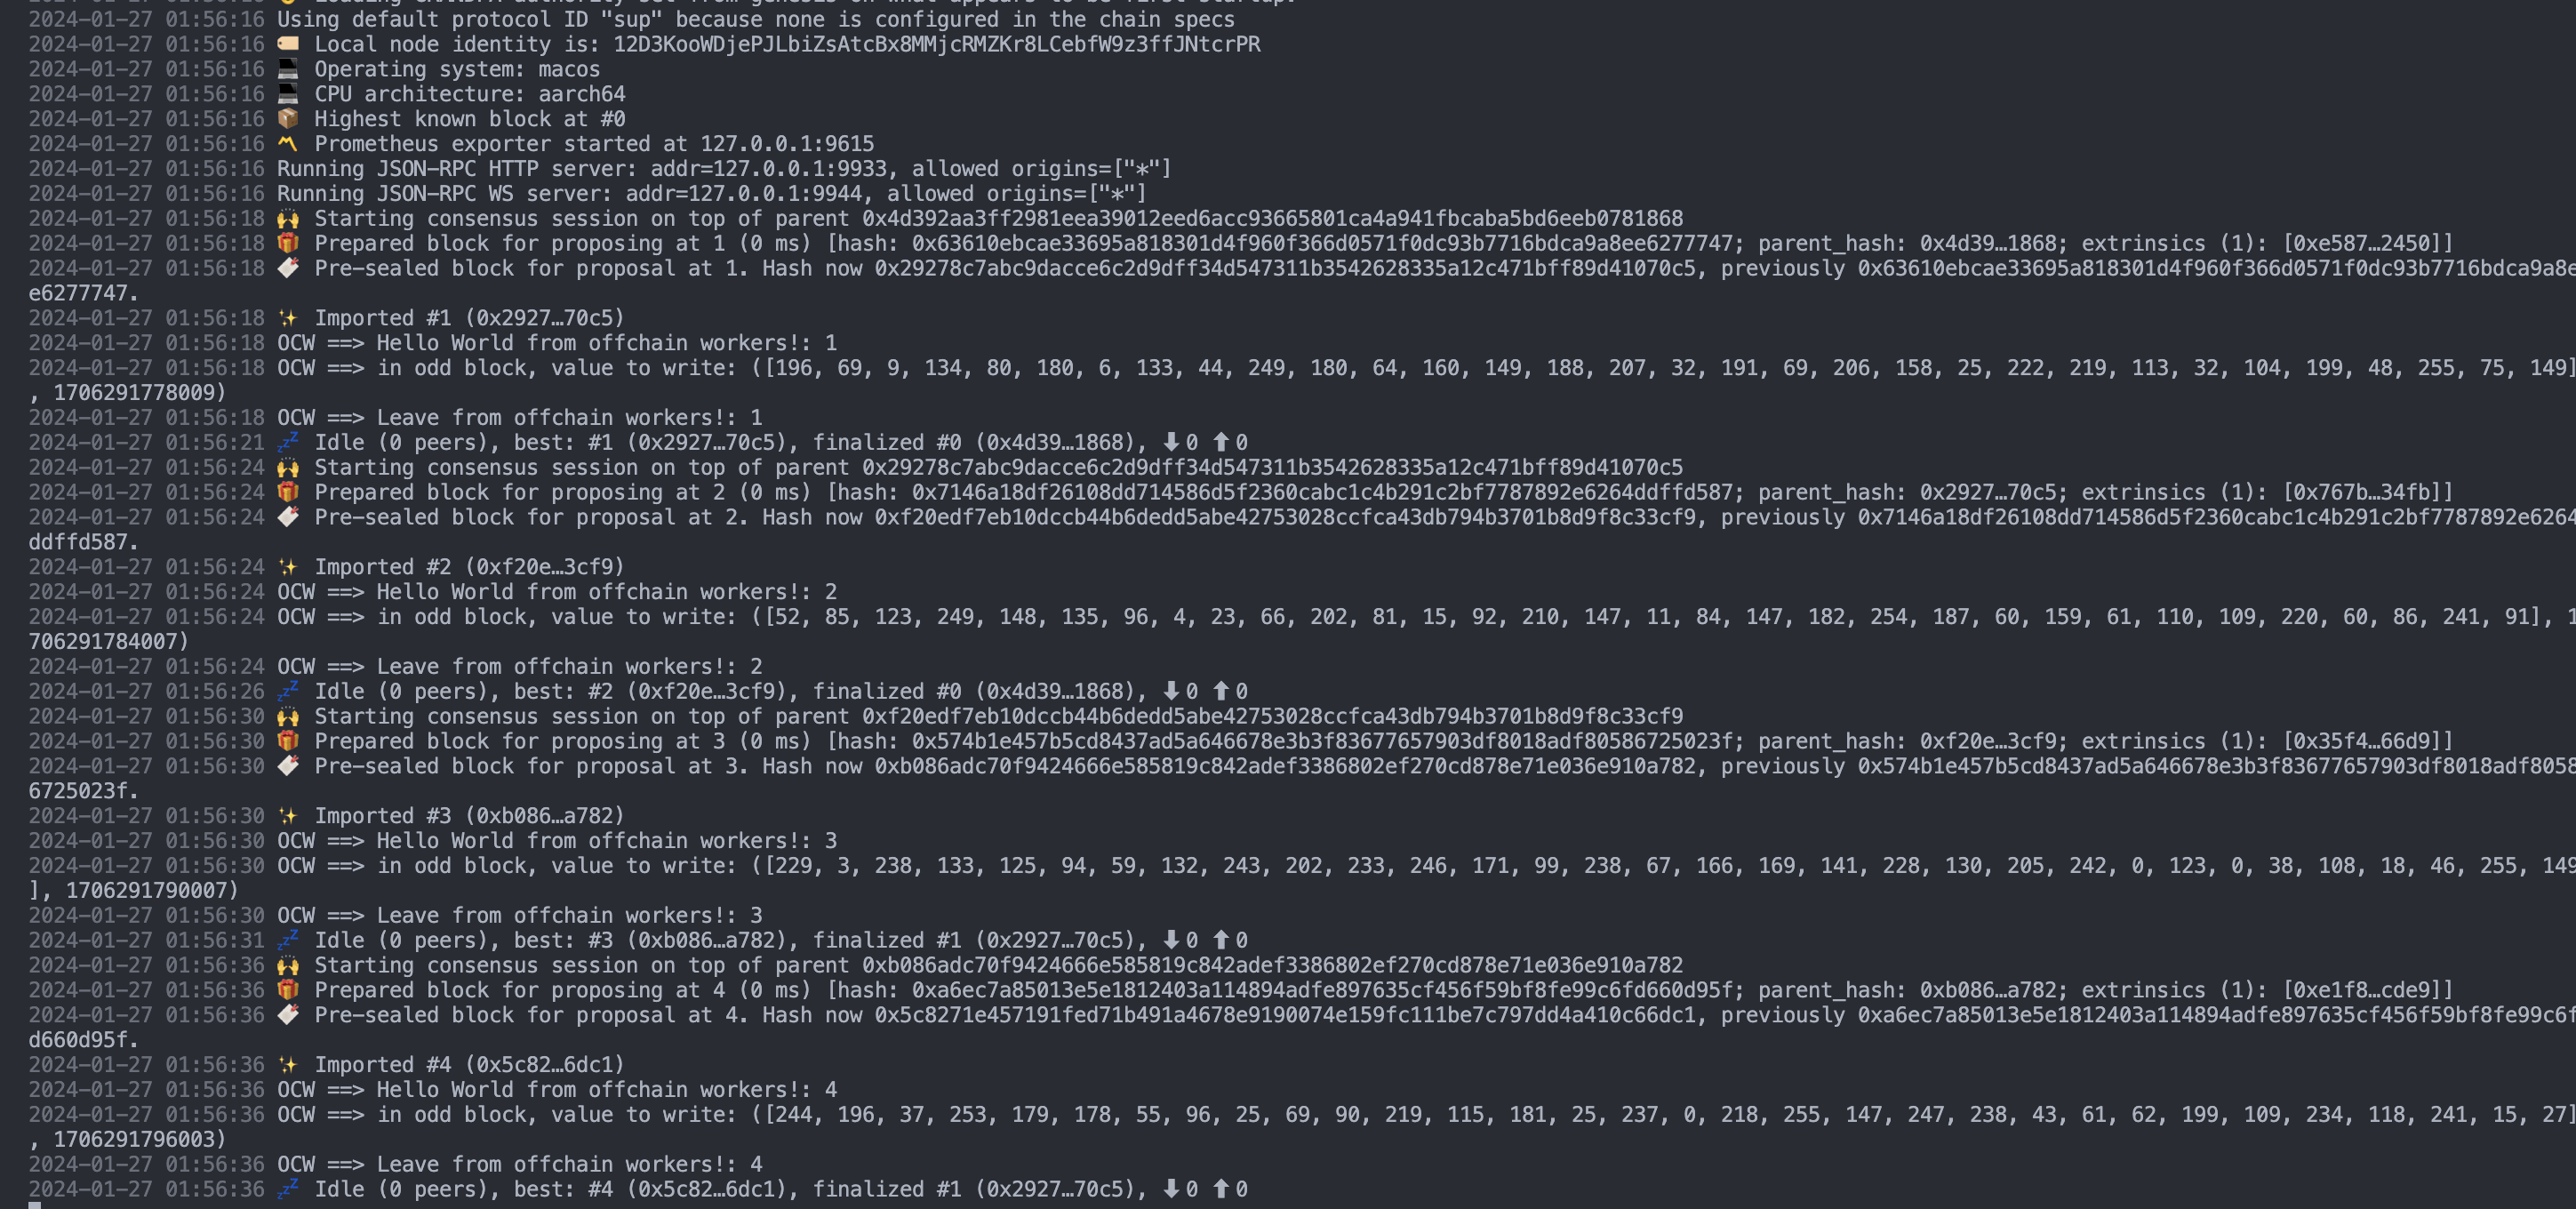 Using default protocol ID "sup" because none is configured in the chain specs
2024-01-27 01:56:16 🏷 Local node identity is: 12D3KooWDjePJLbiZsAtcBx8MMjcRMZKr8LCebfW9z3ffJNtcrPR
2024-01-27 01:56:16 💻 Operating system: macos
2024-01-27 01:56:16 💻 CPU architecture: aarch64
2024-01-27 01:56:16 📦 Highest known block at #0
2024-01-27 01:56:16 〽️ Prometheus exporter started at 127.0.0.1:9615
2024-01-27 01:56:16 Running JSON-RPC HTTP server: addr=127.0.0.1:9933, allowed origins=["*"]
2024-01-27 01:56:16 Running JSON-RPC WS server: addr=127.0.0.1:9944, allowed origins=["*"]
2024-01-27 01:56:18 🙌 Starting consensus session on top of parent 0x4d392aa3ff2981eea39012eed6acc93665801ca4a941fbcaba5bd6eeb0781868
2024-01-27 01:56:18 🎁 Prepared block for proposing at 1 (0 ms) [hash: 0x63610ebcae33695a818301d4f960f366d0571f0dc93b7716bdca9a8ee6277747; parent_hash: 0x4d39…1868; extrinsics (1): [0xe587…2450]]
2024-01-27 01:56:18 🔖 Pre-sealed block for proposal at 1. Hash now 0x29278c7abc9dacce6c2d9dff34d547311b3542628335a12c471bff89d41070c5, previously 0x63610ebcae33695a818301d4f960f366d0571f0dc93b7716bdca9a8e
e6277747.
2024-01-27 01:56:18 ✨ Imported #1 (0x2927…70c5)
2024-01-27 01:56:18 OCW ==> Hello World from offchain workers!: 1
2024-01-27 01:56:18 OCW ==> in odd block, value to write: ([196, 69, 9, 134, 80, 180, 6, 133, 44, 249, 180, 64, 160, 149, 188, 207, 32, 191, 69, 206, 158, 25, 222, 219, 113, 32, 104, 199, 48, 255, 75, 149]
, 1706291778009)
2024-01-27 01:56:18 OCW ==> Leave from offchain workers!: 1
2024-01-27 01:56:21 💤 Idle (0 peers), best: #1 (0x2927…70c5), finalized #0 (0x4d39…1868), ⬇ 0 ⬆ 0
2024-01-27 01:56:24 🙌 Starting consensus session on top of parent 0x29278c7abc9dacce6c2d9dff34d547311b3542628335a12c471bff89d41070c5
2024-01-27 01:56:24 🎁 Prepared block for proposing at 2 (0 ms) [hash: 0x7146a18df26108dd714586d5f2360cabc1c4b291c2bf7787892e6264ddffd587; parent_hash: 0x2927…70c5; extrinsics (1): [0x767b…34fb]]
2024-01-27 01:56:24 🔖 Pre-sealed block for proposal at 2. Hash now 0xf20edf7eb10dccb44b6dedd5abe42753028ccfca43db794b3701b8d9f8c33cf9, previously 0x7146a18df26108dd714586d5f2360cabc1c4b291c2bf7787892e6264
ddffd587.
2024-01-27 01:56:24 ✨ Imported #2 (0xf20e…3cf9)
2024-01-27 01:56:24 OCW ==> Hello World from offchain workers!: 2
2024-01-27 01:56:24 OCW ==> in odd block, value to write: ([52, 85, 123, 249, 148, 135, 96, 4, 23, 66, 202, 81, 15, 92, 210, 147, 11, 84, 147, 182, 254, 187, 60, 159, 61, 110, 109, 220, 60, 86, 241, 91], 1
706291784007)
2024-01-27 01:56:24 OCW ==> Leave from offchain workers!: 2
2024-01-27 01:56:26 💤 Idle (0 peers), best: #2 (0xf20e…3cf9), finalized #0 (0x4d39…1868), ⬇ 0 ⬆ 0
2024-01-27 01:56:30 🙌 Starting consensus session on top of parent 0xf20edf7eb10dccb44b6dedd5abe42753028ccfca43db794b3701b8d9f8c33cf9
2024-01-27 01:56:30 🎁 Prepared block for proposing at 3 (0 ms) [hash: 0x574b1e457b5cd8437ad5a646678e3b3f83677657903df8018adf80586725023f; parent_hash: 0xf20e…3cf9; extrinsics (1): [0x35f4…66d9]]
2024-01-27 01:56:30 🔖 Pre-sealed block for proposal at 3. Hash now 0xb086adc70f9424666e585819c842adef3386802ef270cd878e71e036e910a782, previously 0x574b1e457b5cd8437ad5a646678e3b3f83677657903df8018adf8058
6725023f.
2024-01-27 01:56:30 ✨ Imported #3 (0xb086…a782)
2024-01-27 01:56:30 OCW ==> Hello World from offchain workers!: 3
2024-01-27 01:56:30 OCW ==> in odd block, value to write: ([229, 3, 238, 133, 125, 94, 59, 132, 243, 202, 233, 246, 171, 99, 238, 67, 166, 169, 141, 228, 130, 205, 242, 0, 123, 0, 38, 108, 18, 46, 255, 149
], 1706291790007)
2024-01-27 01:56:30 OCW ==> Leave from offchain workers!: 3
2024-01-27 01:56:31 💤 Idle (0 peers), best: #3 (0xb086…a782), finalized #1 (0x2927…70c5), ⬇ 0 ⬆ 0
2024-01-27 01:56:36 🙌 Starting consensus session on top of parent 0xb086adc70f9424666e585819c842adef3386802ef270cd878e71e036e910a782
2024-01-27 01:56:36 🎁 Prepared block for proposing at 4 (0 ms) [hash: 0xa6ec7a85013e5e1812403a114894adfe897635cf456f59bf8fe99c6fd660d95f; parent_hash: 0xb086…a782; extrinsics (1): [0xe1f8…cde9]]
2024-01-27 01:56:36 🔖 Pre-sealed block for proposal at 4. Hash now 0x5c8271e457191fed71b491a4678e9190074e159fc111be7c797dd4a410c66dc1, previously 0xa6ec7a85013e5e1812403a114894adfe897635cf456f59bf8fe99c6f
d660d95f.
2024-01-27 01:56:36 ✨ Imported #4 (0x5c82…6dc1)
2024-01-27 01:56:36 OCW ==> Hello World from offchain workers!: 4
2024-01-27 01:56:36 OCW ==> in odd block, value to write: ([244, 196, 37, 253, 179, 178, 55, 96, 25, 69, 90, 219, 115, 181, 25, 237, 0, 218, 255, 147, 247, 238, 43, 61, 62, 199, 109, 234, 118, 241, 15, 27]
, 1706291796003)
2024-01-27 01:56:36 OCW ==> Leave from offchain workers!: 4
2024-01-27 01:56:36 💤 Idle (0 peers), best: #4 (0x5c82…6dc1), finalized #1 (0x2927…70c5), ⬇ 0 ⬆ 0